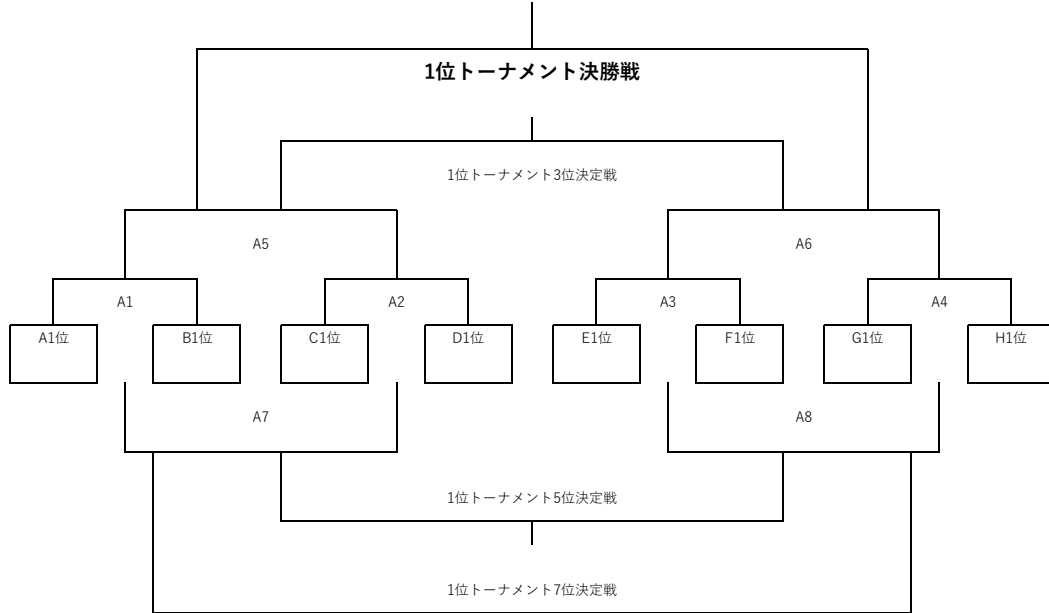 1位トーナメント決勝戦
1位トーナメント3位決定戦
A5
A6
A1
A2
A3
A4
A1位
B1位
C1位
D1位
E1位
F1位
G1位
H1位
A7
A8
1位トーナメント5位決定戦
1位トーナメント7位決定戦